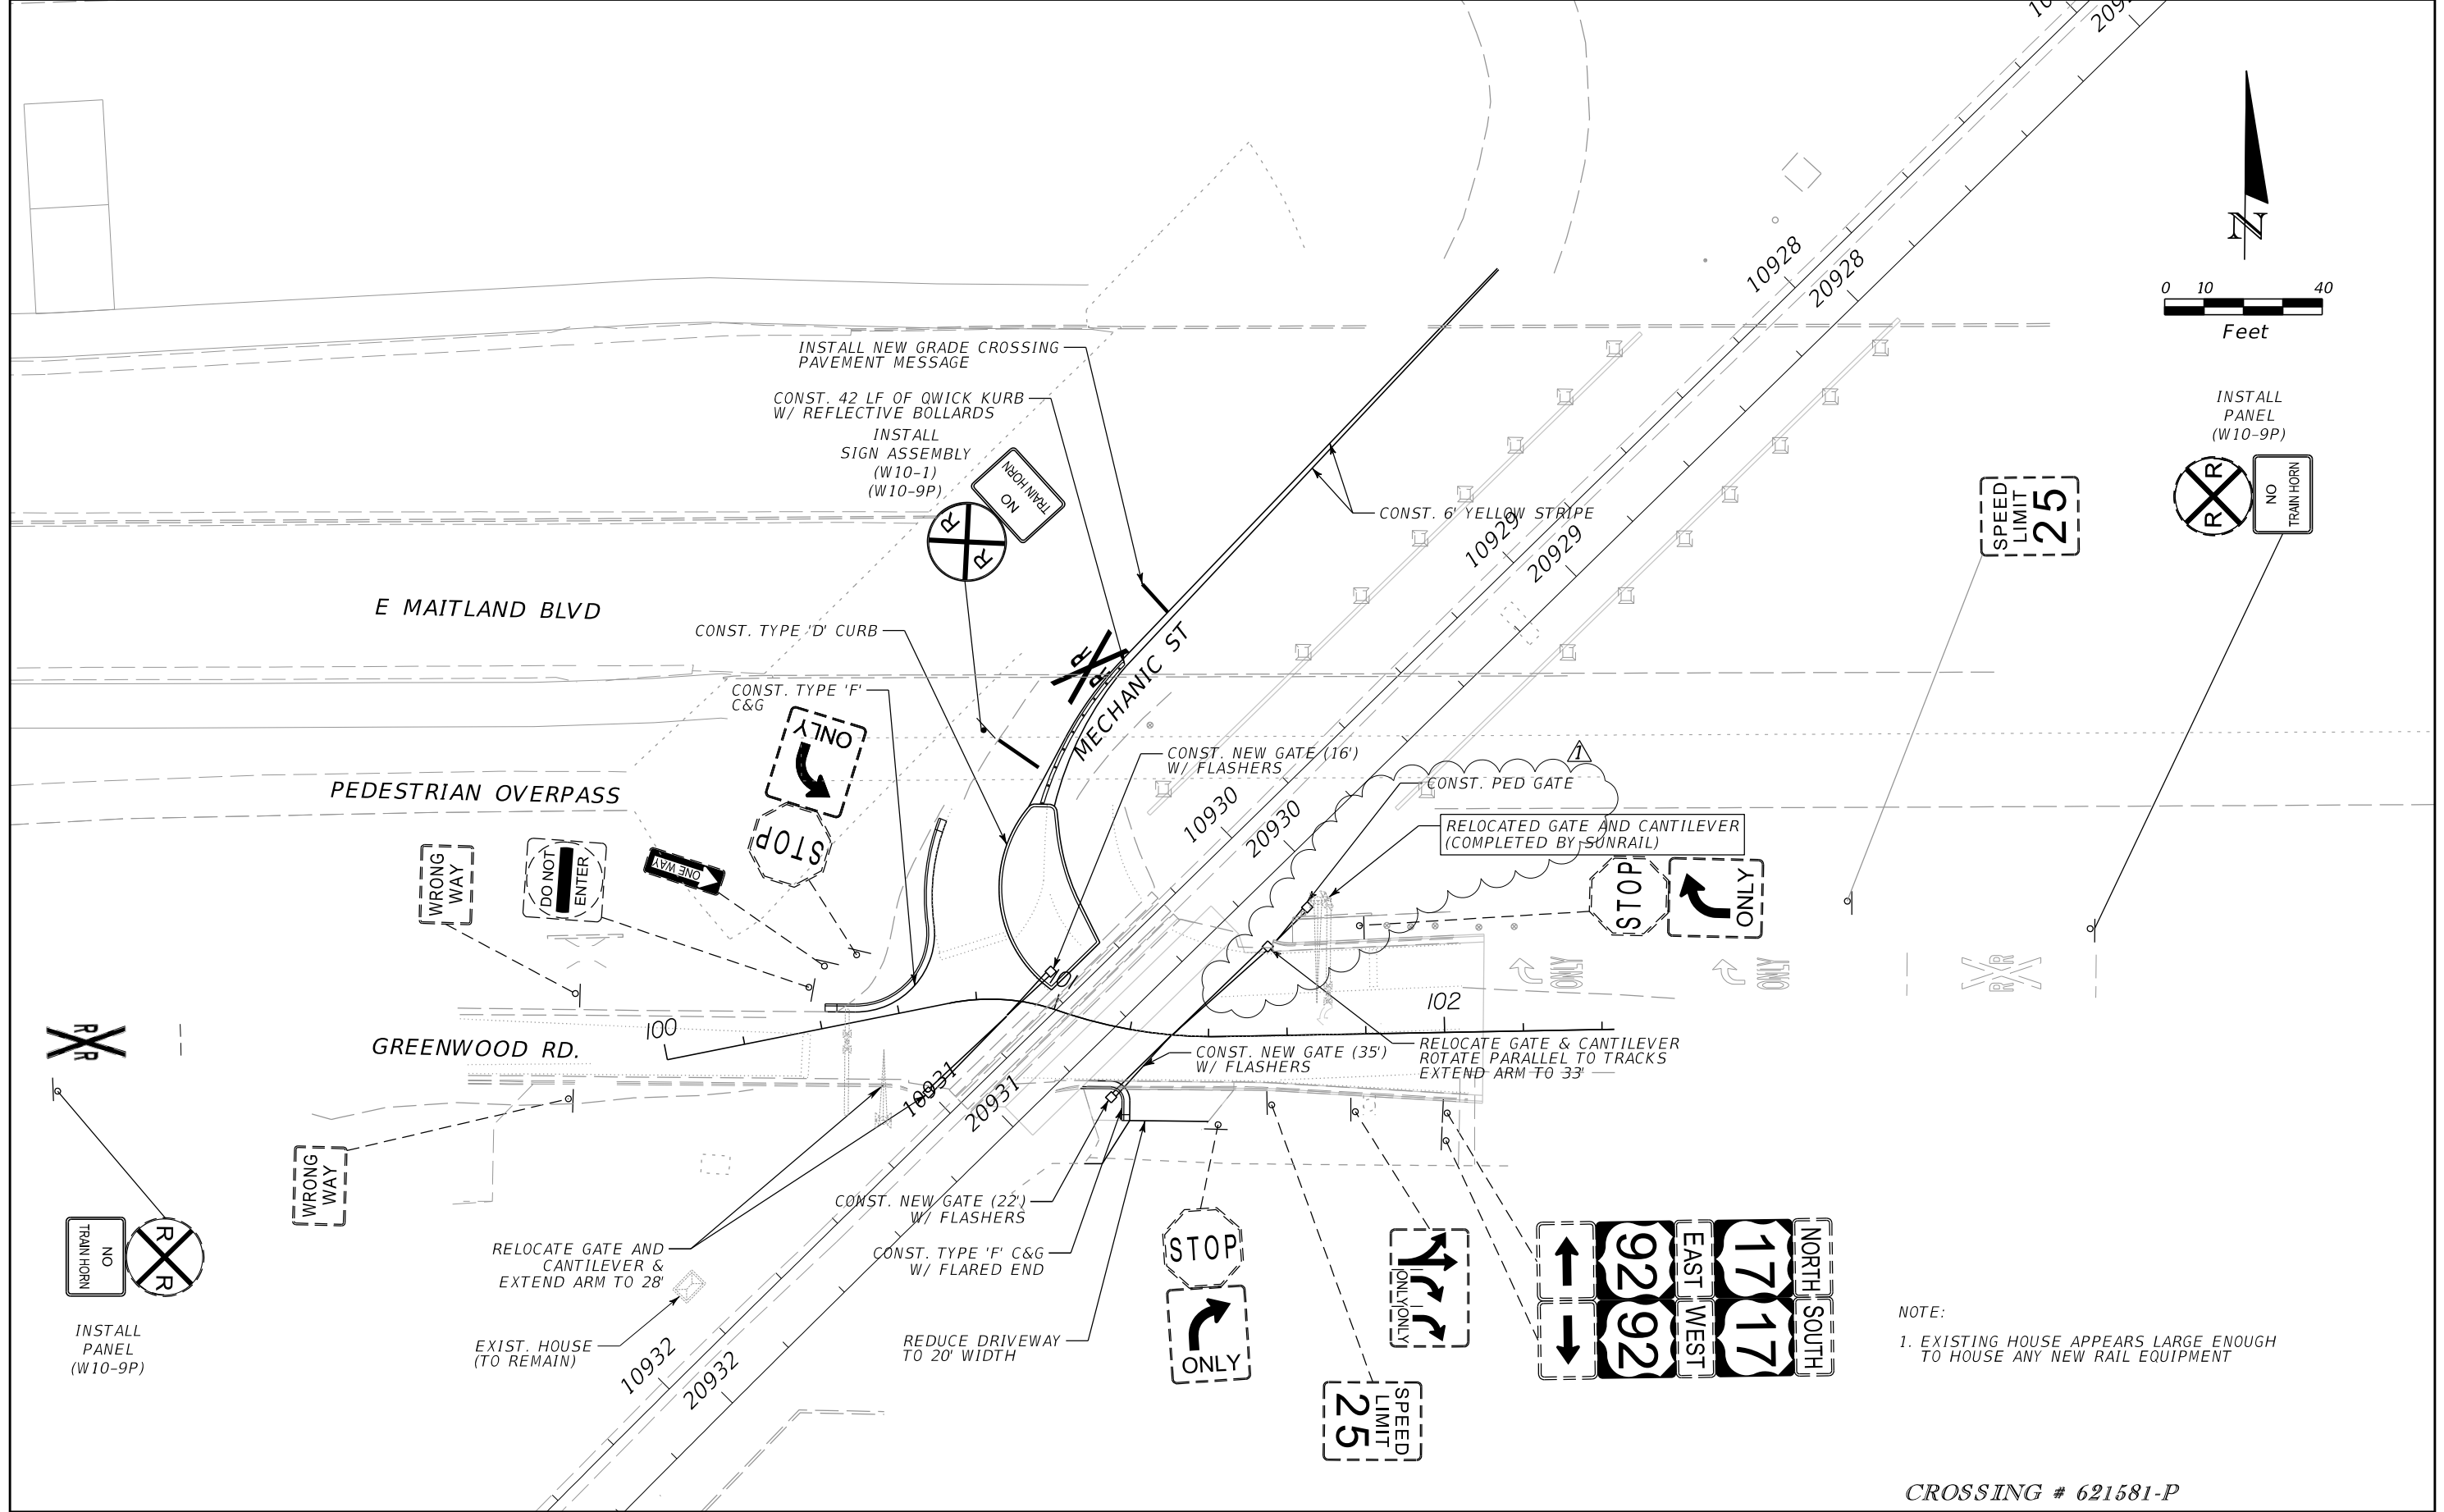 10928
20928
N
0 10 40
Feet
INSTALL NEW GRADE CROSSING
PAVEMENT MESSAGE
CONST. 42 LF OF QWICK KURB
W/ REFLECTIVE BOLLARDS
INSTALL
SIGN ASSEMBLY
(W10-1)
(W10-9P)
NO
TRAIN HORN
R R
INSTALL
PANEL
(W10-9P)
R R
NO
TRAIN HORN
SPEED
LIMIT
25
CONST. 6' YELLOW STRIPE
10929
20929
E MAITLAND BLVD
CONST. TYPE 'D' CURB
R R
MECHANIC ST
CONST. TYPE 'F'
C&G
ONLY
STOP
CONST. NEW GATE (16')
W/ FLASHERS
1
CONST. PED GATE
PEDESTRIAN OVERPASS
10930
20930
RELOCATED GATE AND CANTILEVER
(COMPLETED BY SUNRAIL)
WRONG
WAY
DO NOT
ENTER
ONE WAY
STOP
ONLY
ONLY
ONLY
R R
101
100
102
R R
GREENWOOD RD.
CONST. NEW GATE (35')
W/ FLASHERS
RELOCATE GATE & CANTILEVER
ROTATE PARALLEL TO TRACKS
EXTEND ARM TO 33'
10931
20931
WRONG
WAY
CONST. NEW GATE (22')
W/ FLASHERS
RELOCATE GATE AND
CANTILEVER &
EXTEND ARM TO 28'
CONST. TYPE 'F' C&G
W/ FLARED END
NO
TRAIN HORN
R R
INSTALL
PANEL
(W10-9P)
EXIST. HOUSE
(TO REMAIN)
REDUCE DRIVEWAY
TO 20' WIDTH
10932
20932
STOP
ONLY
SPEED
LIMIT
25
ONLY
ONLY
NORTH
17
EAST
92
SOUTH
17
WEST
92
NOTE:
1. EXISTING HOUSE APPEARS LARGE ENOUGH
TO HOUSE ANY NEW RAIL EQUIPMENT
CROSSING # 621581-P